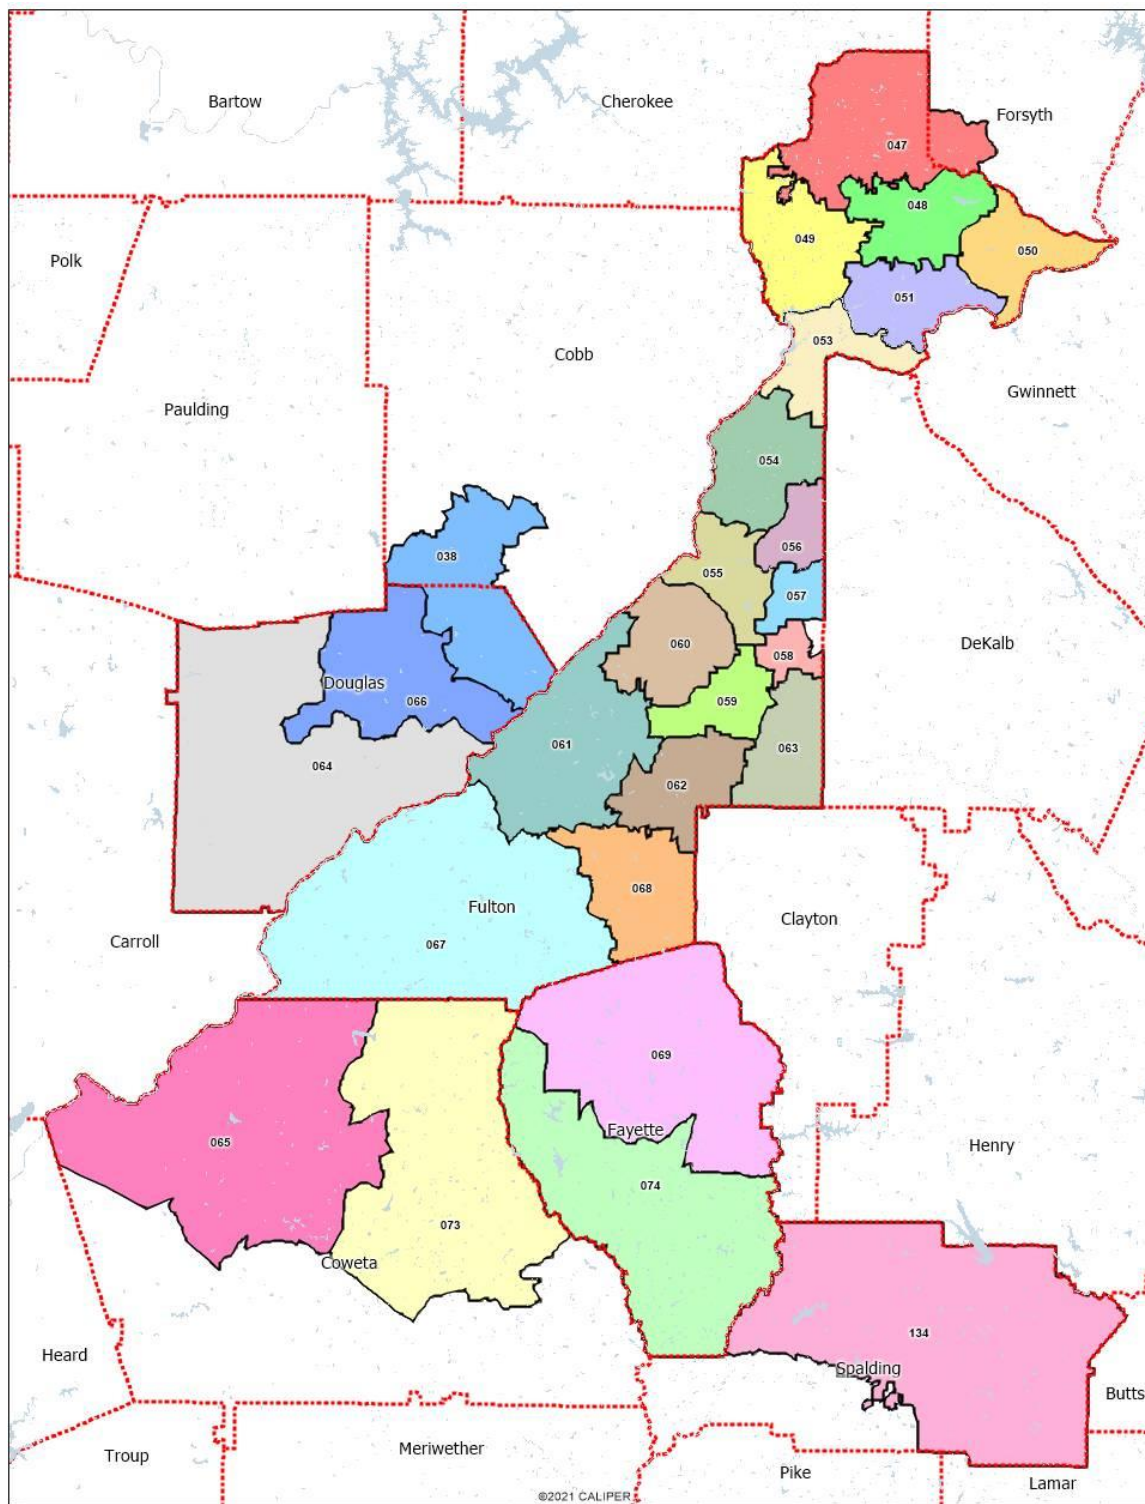 Bartow
Cherokee
Forsyth
047
048
049
050
Polk
051
053
Cobb
Gwinnett
Paulding
054
056
038
055
057
DeKalb
060
058
Douglas
066
059
061
063
064
062
068
Fulton
Clayton
067
Carroll
069
Fayette
065
Henry
074
073
Coweta
134
Heard
Spalding
Butts
Troup
Meriwether
Pike
Lamar
©2021 CALIPER